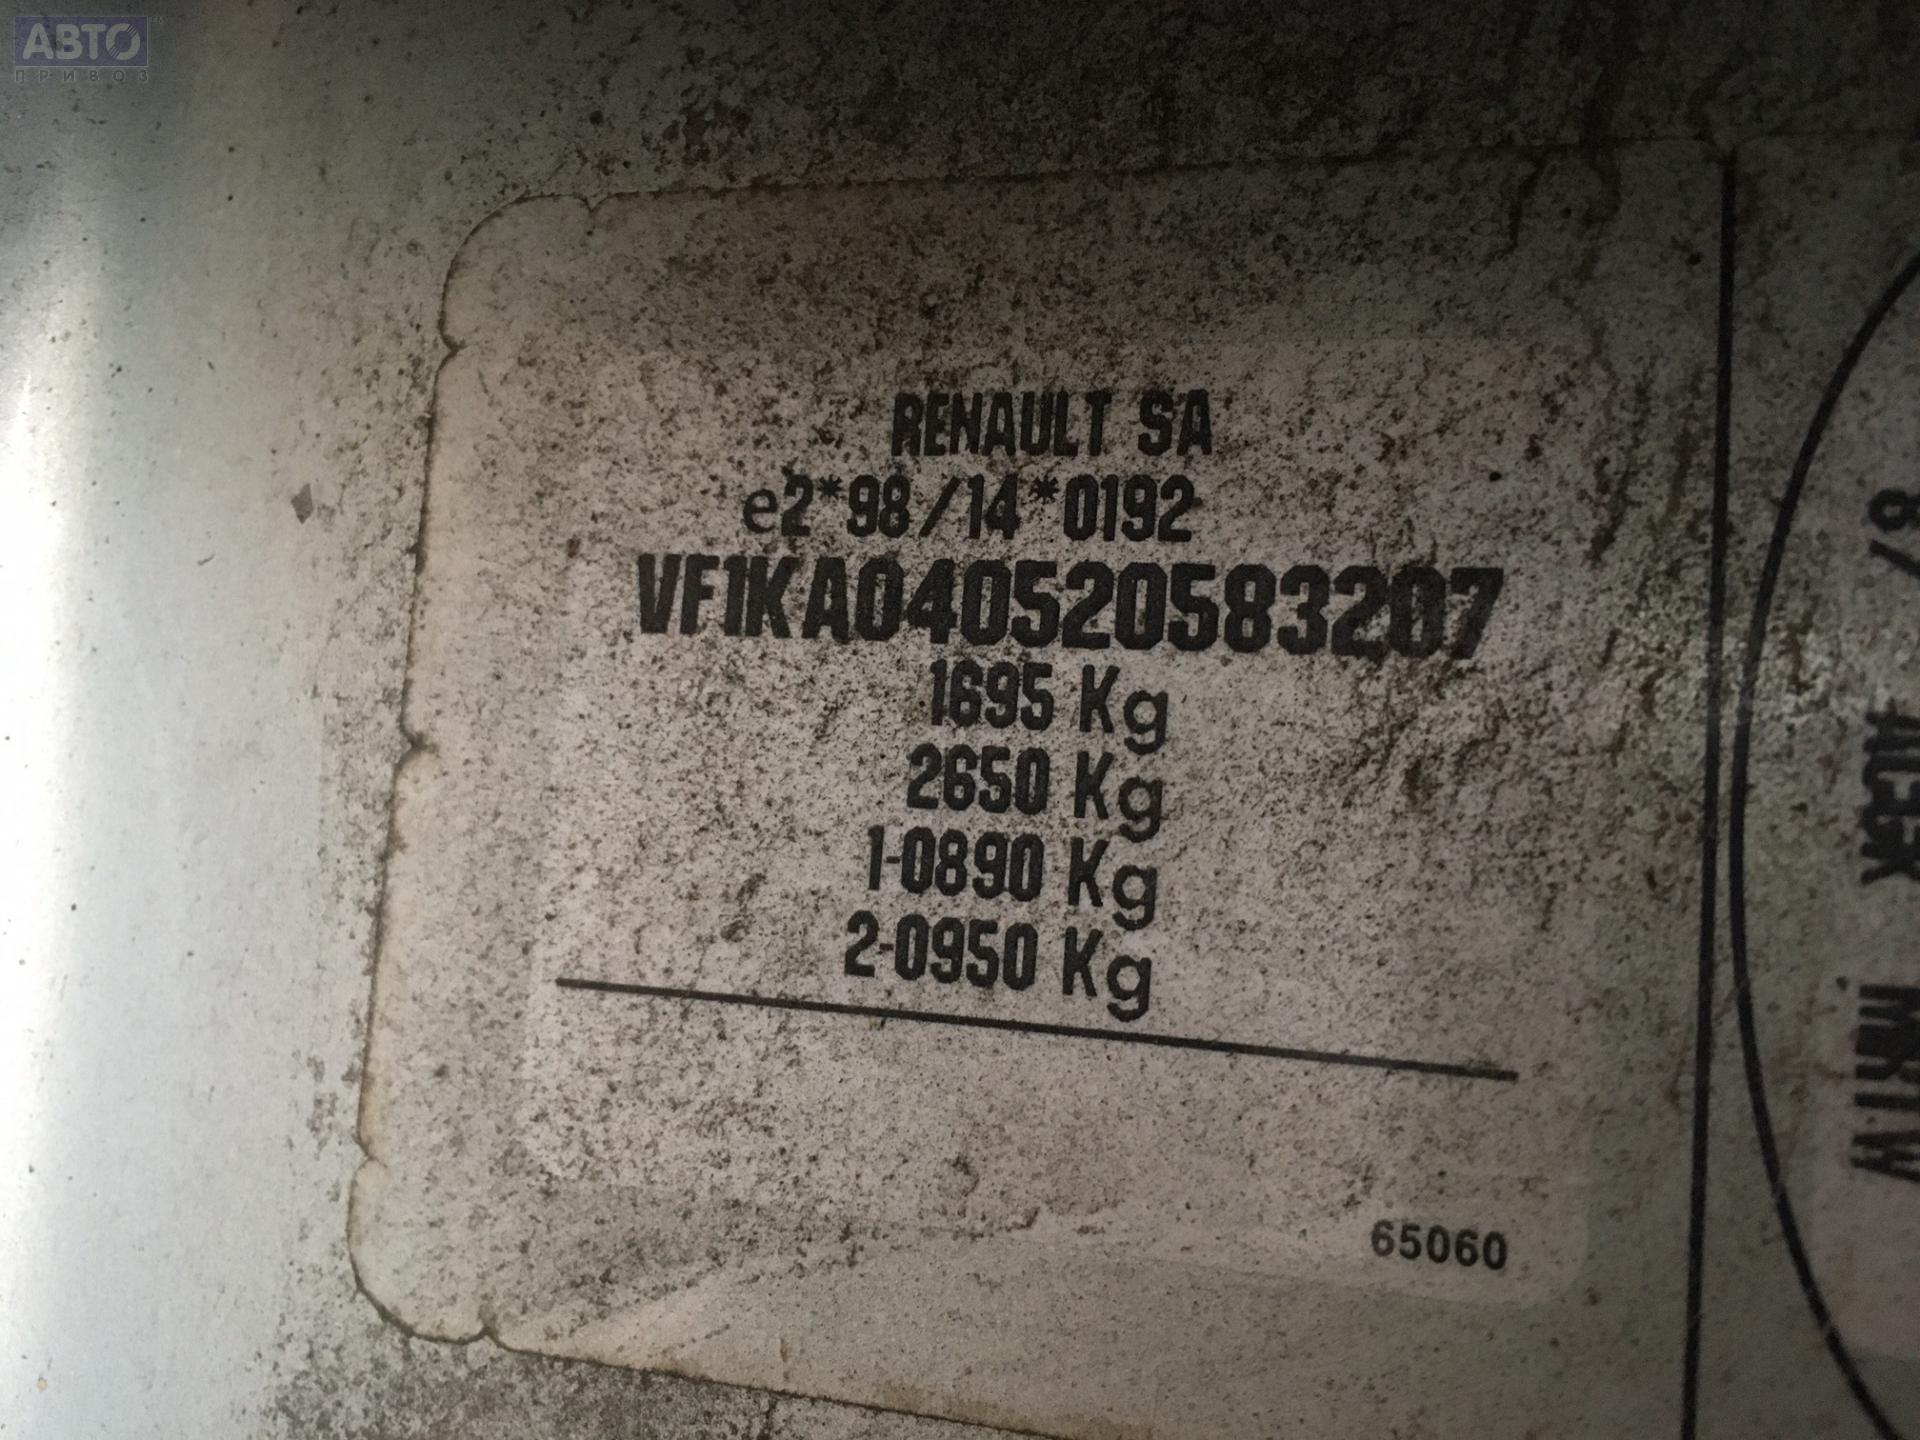 АВТО
ПРИВОЗ
RENAULT SA
e2*98/14*0192
VF1KA040520583207
1695 Kg
2650 Kg
1-0890 Kg
2-0950 Kg
65060